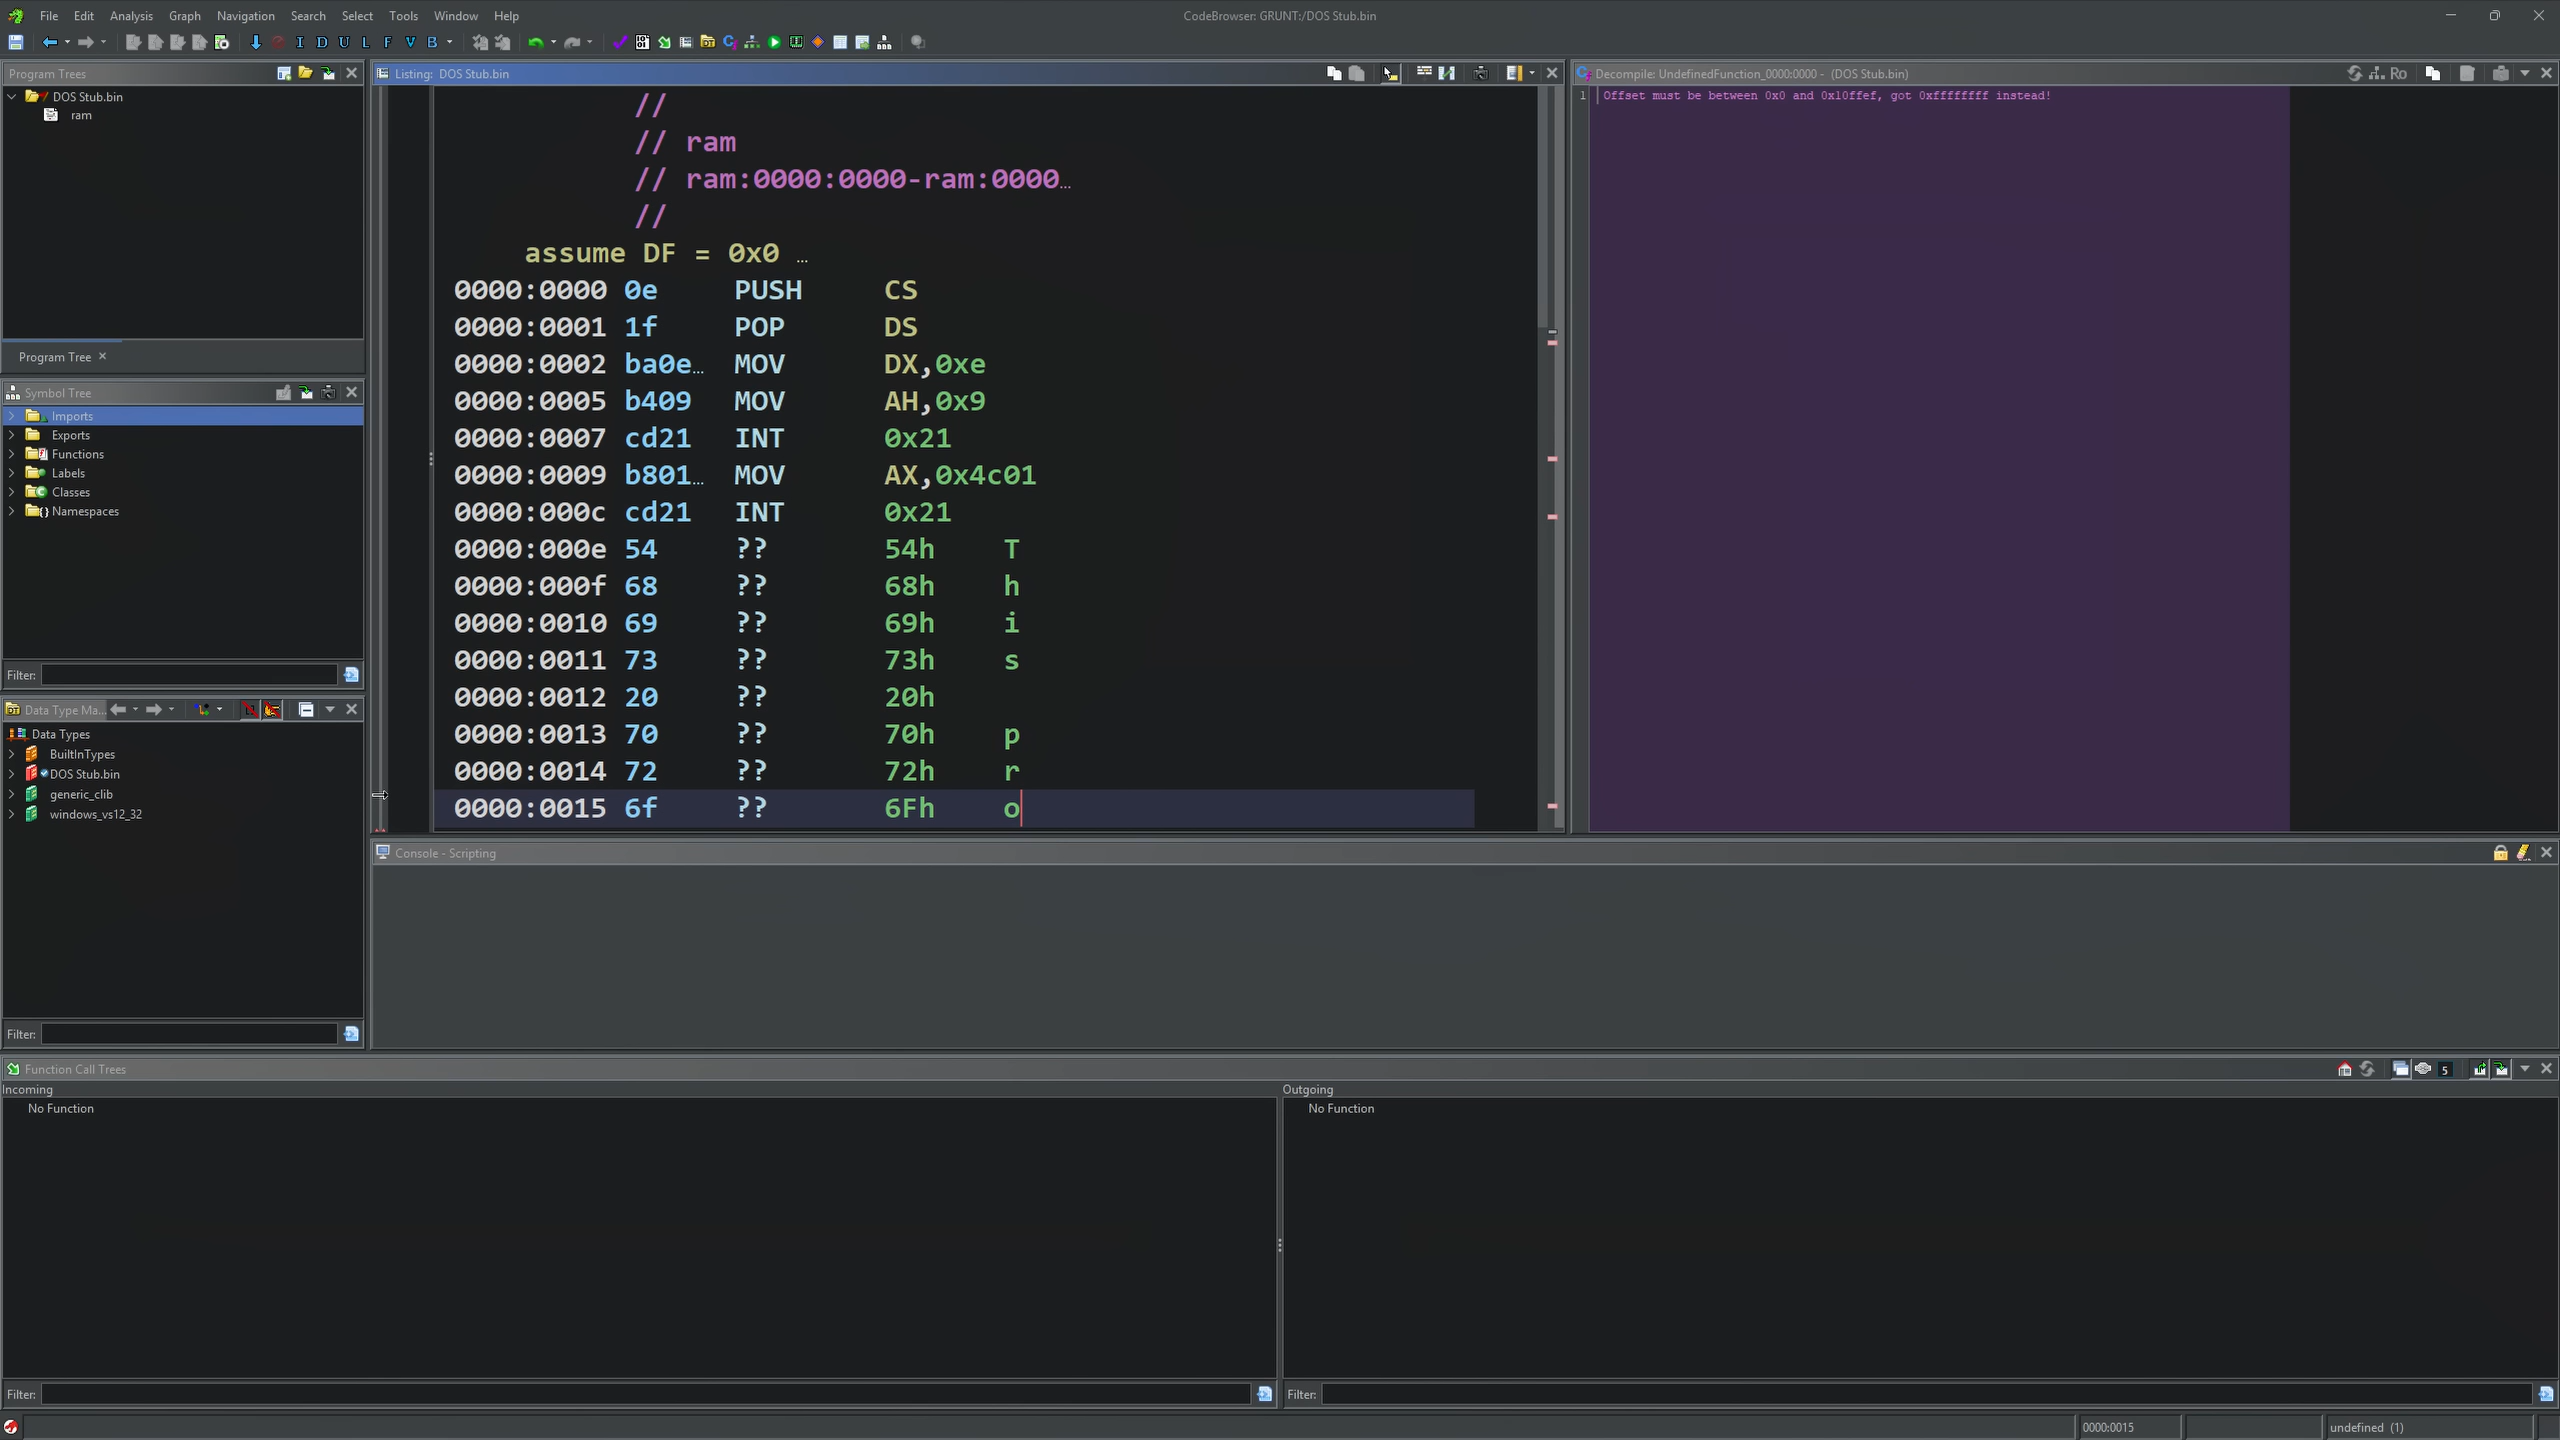 File Edit Analysis Graph Navigation Search Select Tools Window Help
CodeBrowser: GRUNT:/DOS Stub.bin
I D U L F V B
Program Trees
DOS Stub.bin
ram
Program Tree
Symbol Tree
Imports
Exports
Functions
Labels
Classes
Namespaces
Filter:
Data Type Ma...
Data Types
BuiltInTypes
DOS Stub.bin
generic_clib
windows_vs12_32
Filter:
Listing: DOS Stub.bin
//
// ram
// ram:0000:0000-ram:0000...
//
assume DF = 0x0 ...
0000:0000 0e PUSH CS
0000:0001 1f POP DS
0000:0002 ba0e... MOV DX,0xe
0000:0005 b409 MOV AH,0x9
0000:0007 cd21 INT 0x21
0000:0009 b801... MOV AX,0x4c01
0000:000c cd21 INT 0x21
0000:000e 54 ?? 54h T
0000:000f 68 ?? 68h h
0000:0010 69 ?? 69h i
0000:0011 73 ?? 73h s
0000:0012 20 ?? 20h
0000:0013 70 ?? 70h p
0000:0014 72 ?? 72h r
0000:0015 6f ?? 6Fh o
Decompile: UndefinedFunction_0000:0000 - (DOS Stub.bin)
Ro
1 Offset must be between 0x0 and 0x10ffef, got 0xffffffff instead!
Console - Scripting
Function Call Trees
5
Incoming
No Function
Filter:
Outgoing
No Function
Filter:
0000:0015
undefined (1)